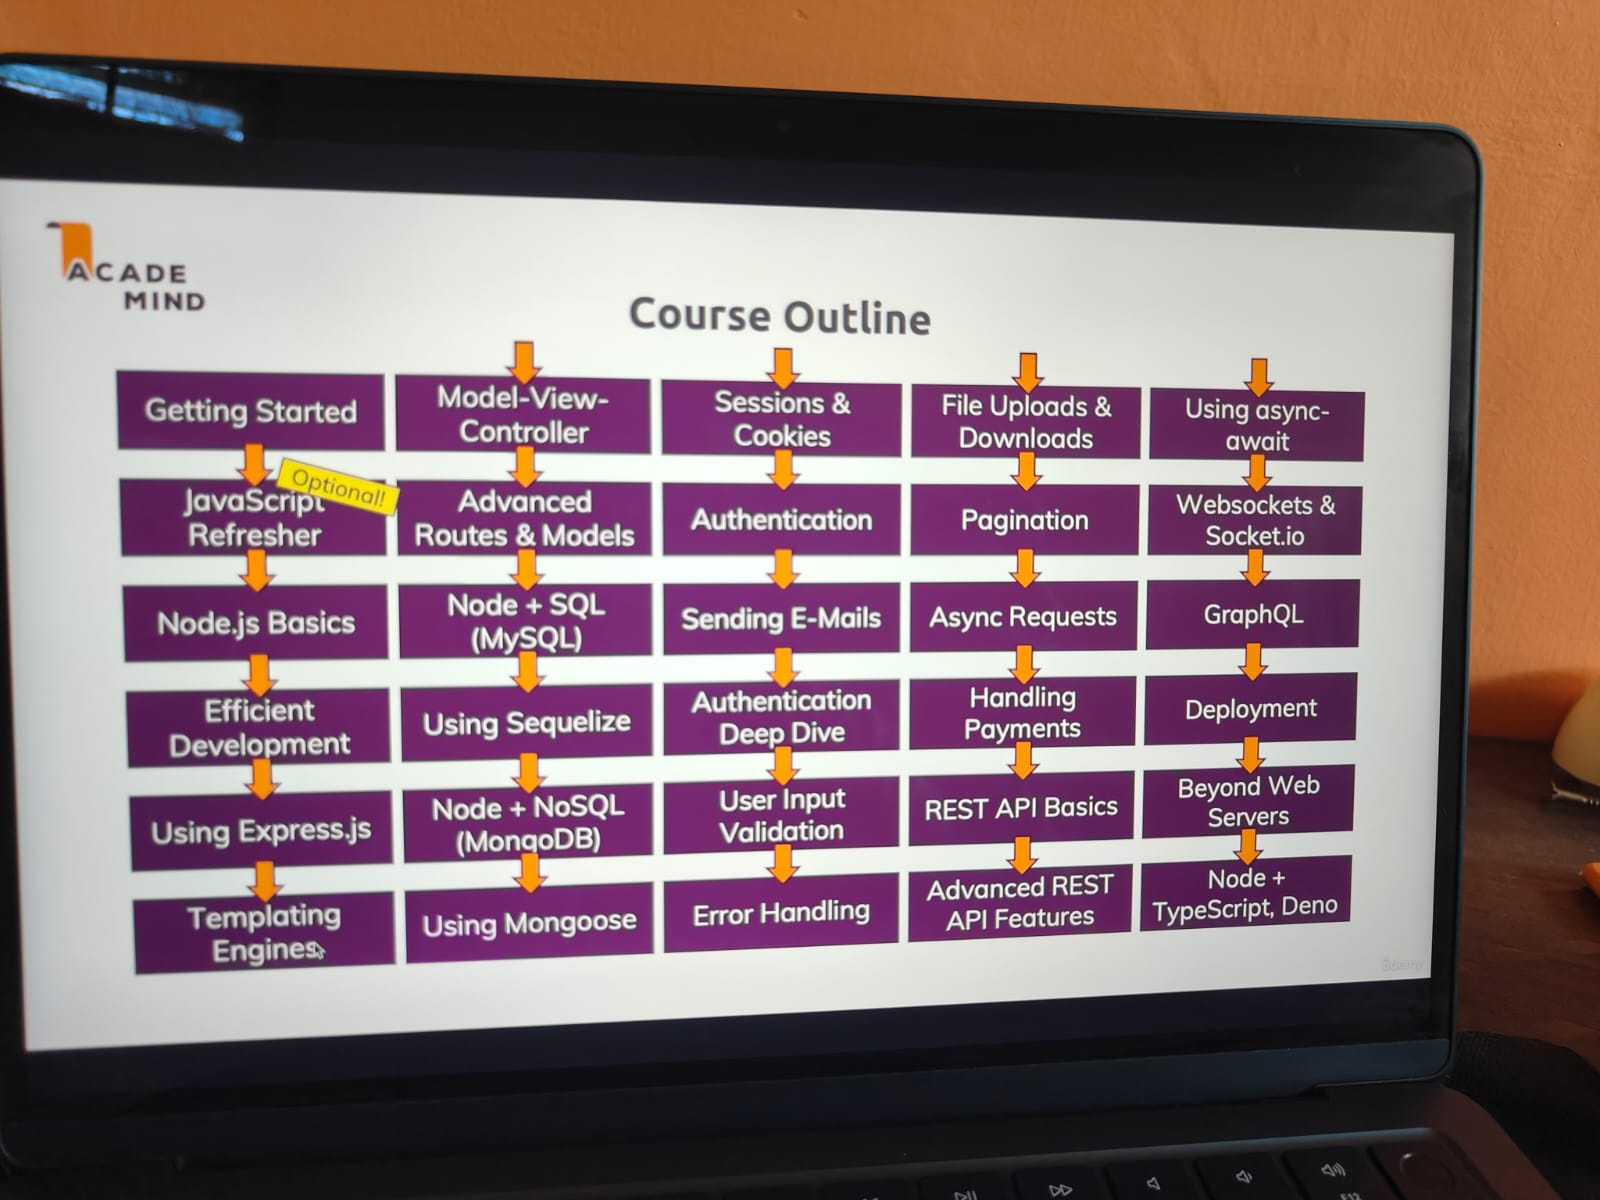 ACADE
MIND
Course Outline
Getting Started
Optional!
JavaScript
Refresher
Node.js Basics
Efficient
Development
Using Express.js
Templating
Engines
Model-View-
Controller
Advanced
Routes & Models
Node + SQL
(MySQL)
Using Sequelize
Node + NoSQL
(MongoDB)
Using Mongoose
Sessions &
Cookies
Authentication
Sending E-Mails
Authentication
Deep Dive
User Input
Validation
Error Handling
File Uploads &
Downloads
Pagination
Async Requests
Handling
Payments
REST API Basics
Advanced REST
API Features
Using async-
await
Websockets &
Socket.io
GraphQL
Deployment
Beyond Web
Servers
Node +
TypeScript, Deno
udemy
F12